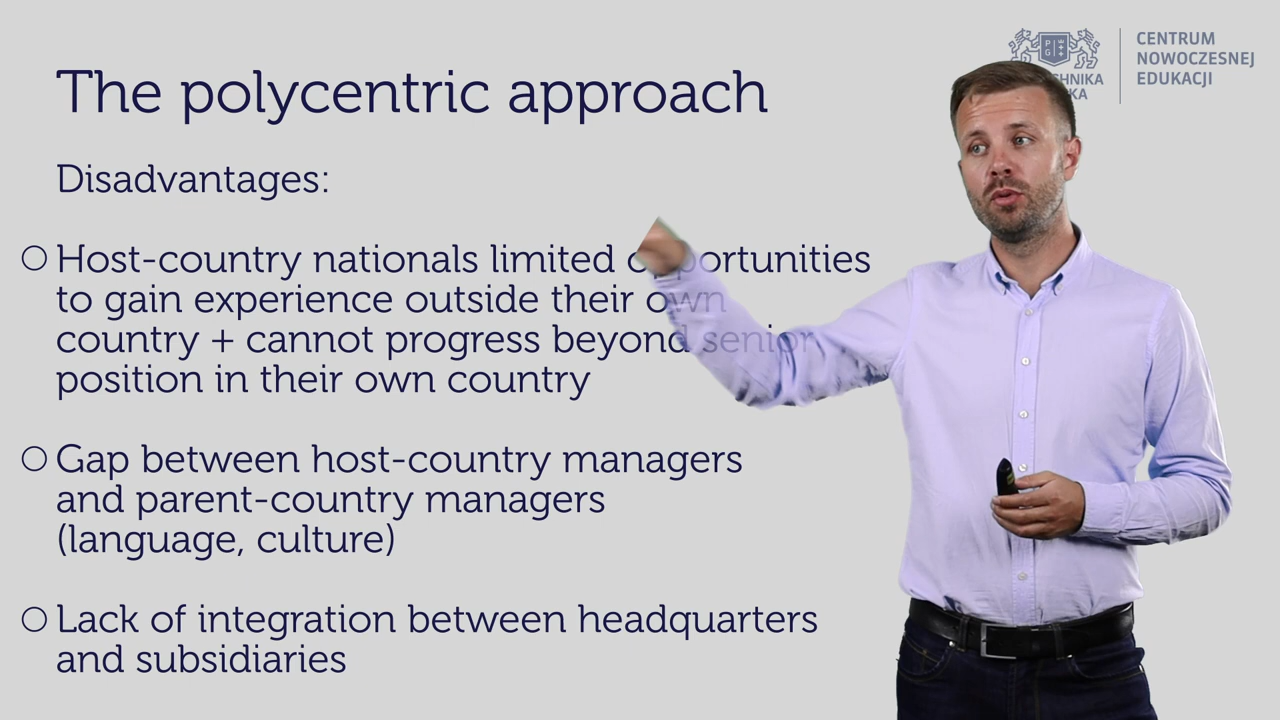 The polycentric approach
CENTRUM
NOWOCZESNEJ
EDUKACJI
Disadvantages:
Host-country nationals limited opportunities
to gain experience outside their own
country + cannot progress beyond senior
position in their own country
Gap between host-country managers
and parent-country managers
(language, culture)
Lack of integration between headquarters
and subsidiaries